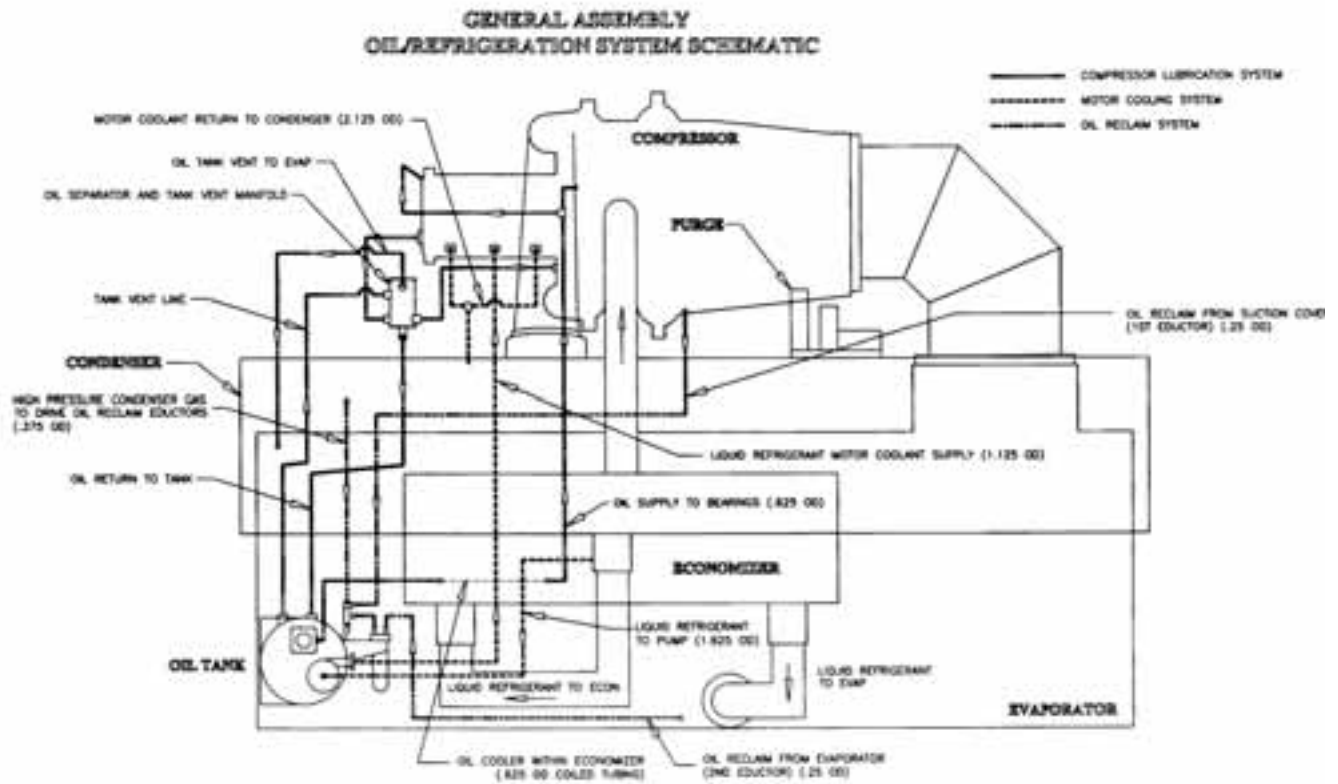 GENERAL ASSEMBLY
OIL/REFRIGERATION SYSTEM SCHEMATIC
COMPRESSOR LUBRICATION SYSTEM
MOTOR COOLING SYSTEM
OIL RECLAIM SYSTEM
MOTOR COOLANT RETURN TO CONDENSER (2.125 OD)
COMPRESSOR
OIL TANK VENT TO EVAP
OIL SEPARATOR AND TANK VENT MANIFOLD
PURGE
TANK VENT LINE
OIL RECLAIM FROM SUCTION COVER
(1ST EDUCTOR) (.25 OD)
CONDENSER
HIGH PRESSURE CONDENSER GAS
TO DRIVE OIL RECLAIM EDUCTORS
(.375 OD)
LIQUID REFRIGERANT MOTOR COOLANT SUPPLY (1.125 OD)
OIL RETURN TO TANK
OIL SUPPLY TO BEARINGS (.625 OD)
ECONOMIZER
LIQUID REFRIGERANT
TO PUMP (1.625 OD)
OIL TANK
LIQUID REFRIGERANT TO ECON
LIQUID REFRIGERANT
TO EVAP
EVAPORATOR
OIL COOLER WITHIN ECONOMIZER
(.625 OD COILED TUBING)
OIL RECLAIM FROM EVAPORATOR
(2ND EDUCTOR) (.25 OD)